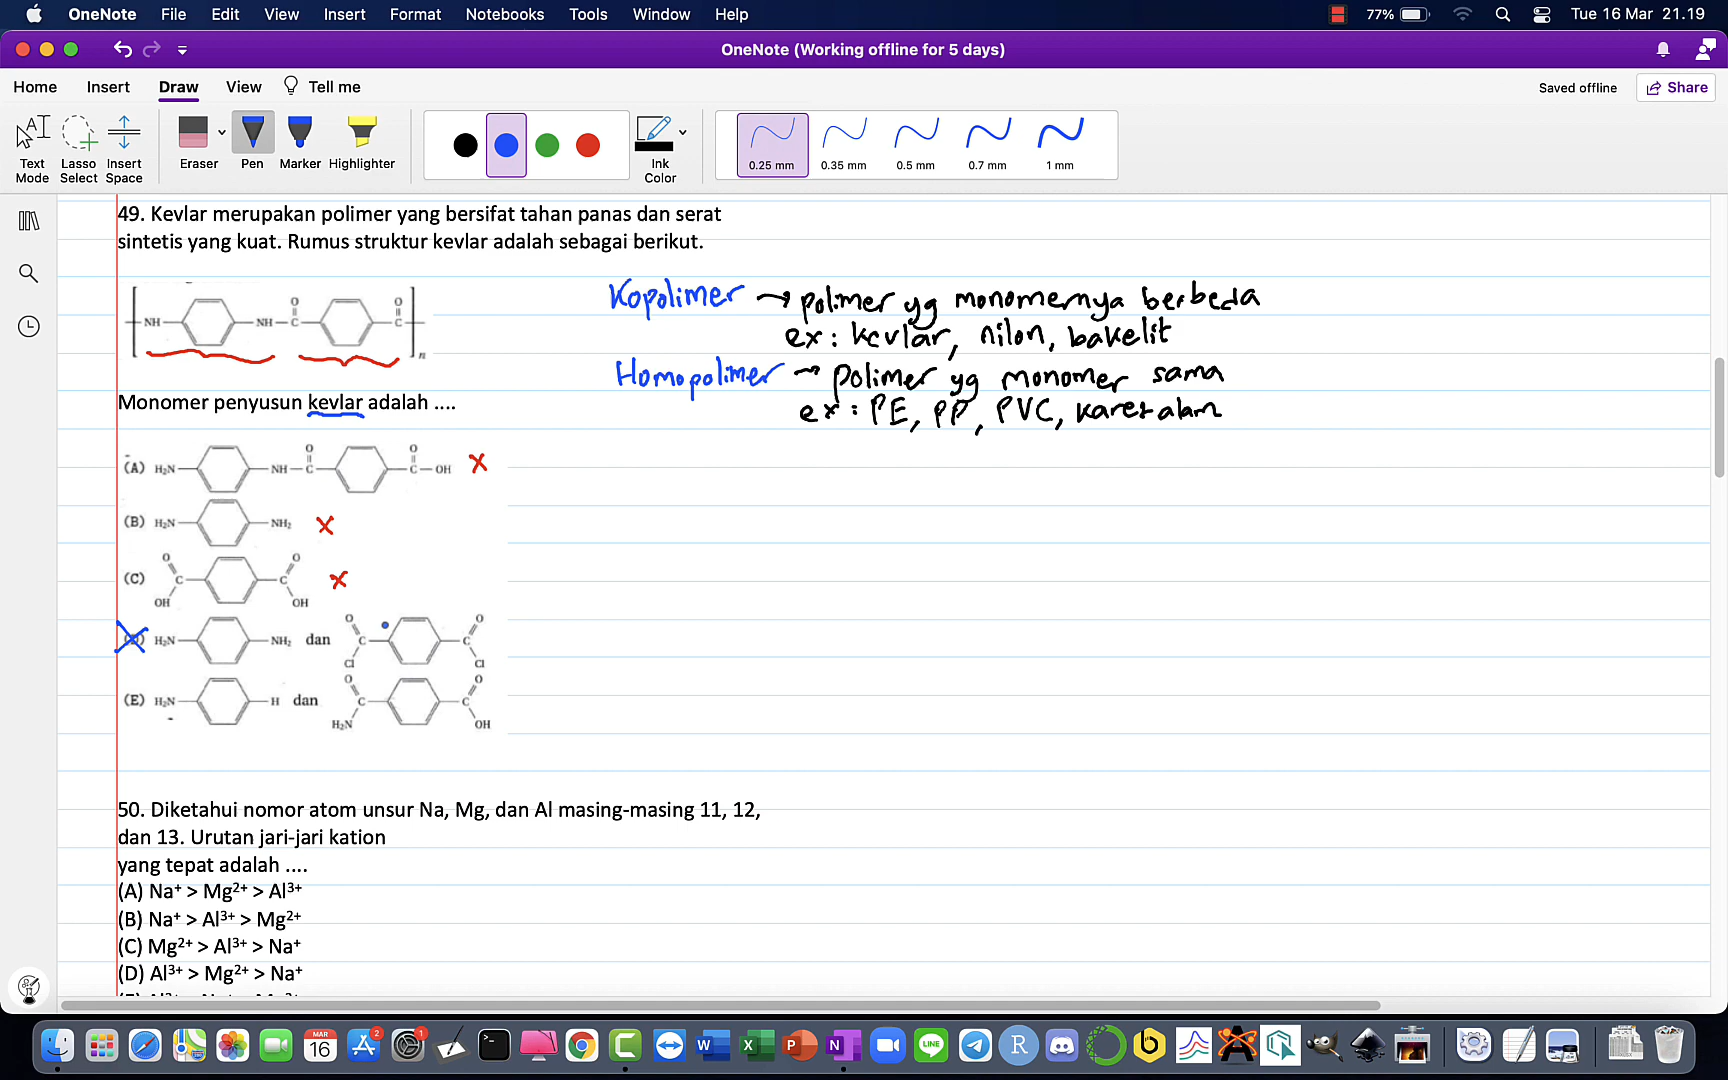 OneNote File Edit View Insert Format Notebooks Tools Window Help 77% Tue 16 Mar 21.19
OneNote (Working offline for 5 days)
Home Insert Draw View Tell me Saved offline Share
Text Mode
Lasso Select
Insert Space
Eraser
Pen
Marker
Highlighter
Ink Color
0.25 mm 0.35 mm 0.5 mm 0.7 mm 1 mm
49. Kevlar merupakan polimer yang bersifat tahan panas dan serat
sintetis yang kuat. Rumus struktur kevlar adalah sebagai berikut.
O O
NH NH C C
n
Kopolimer → polimer yg monomernya berbeda
ex : kevlar, nilon, bakelit
Homopolimer → polimer yg monomer sama
ex : PE, PP, PVC, karet alam
Monomer penyusun kevlar adalah ....
O O
(A) H₂N NH C C OH X
(B) H₂N NH₂ X
O O
(C) C C X
OH OH
O O
H₂N NH₂ dan C C
Cl Cl
O O
(E) H₂N H dan C C
H₂N OH
50. Diketahui nomor atom unsur Na, Mg, dan Al masing-masing 11, 12,
dan 13. Urutan jari-jari kation
yang tepat adalah ....
(A) Na⁺ > Mg²⁺ > Al³⁺
(B) Na⁺ > Al³⁺ > Mg²⁺
(C) Mg²⁺ > Al³⁺ > Na⁺
(D) Al³⁺ > Mg²⁺ > Na⁺
MAR 16 2 1 W X P N LINE R